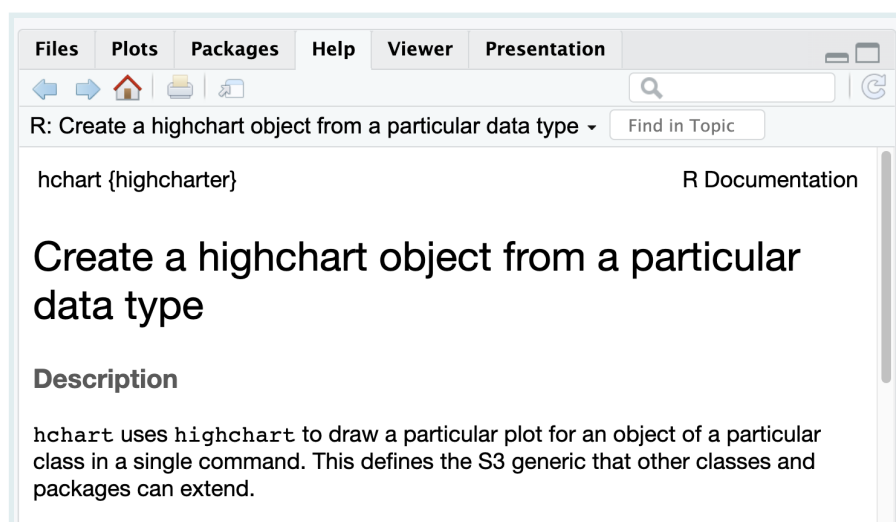 Files Plots Packages Help Viewer Presentation
R: Create a highchart object from a particular data type Find in Topic
hchart {highcharter} R Documentation
Create a highchart object from a particular
data type
Description
hchart uses highchart to draw a particular plot for an object of a particular
class in a single command. This defines the S3 generic that other classes and
packages can extend.